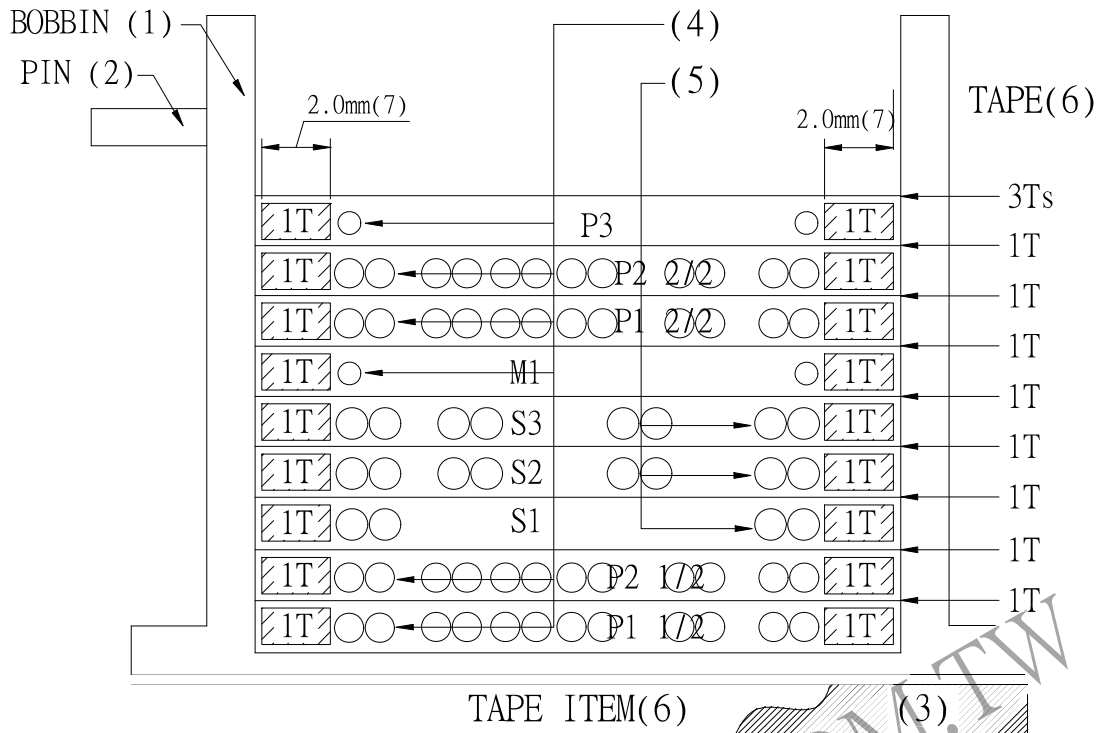 BOBBIN (1)
(4)
PIN (2)
(5)
TAPE(6)
2.0mm(7)
2.0mm(7)
3Ts
1T P3 1T
1T
1T P2 2/2 1T
1T
1T P1 2/2 1T
1T
1T M1 1T
1T
1T S3 1T
1T
1T S2 1T
1T
1T S1 1T
1T
1T P2 1/2 1T
1T
1T P1 1/2 1T
TAPE ITEM(6)
(3)